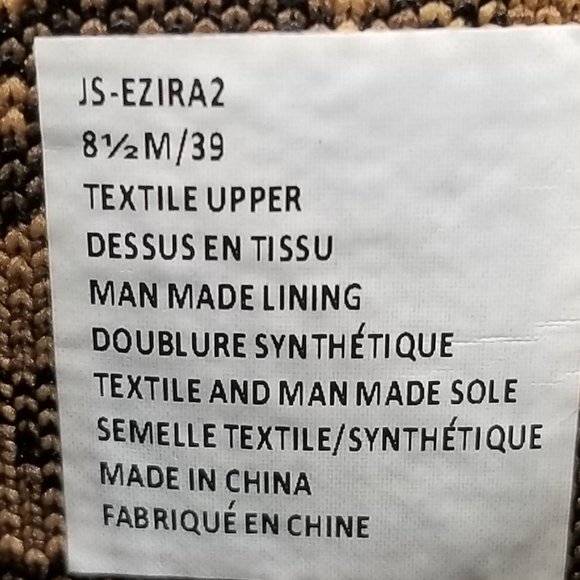 JS-EZIRA2
8½M/39
TEXTILE UPPER
DESSUS EN TISSU
MAN MADE LINING
DOUBLURE SYNTHÉTIQUE
TEXTILE AND MAN MADE SOLE
SEMELLE TEXTILE/SYNTHÉTIQUE
MADE IN CHINA
FABRIQUÉ EN CHINE